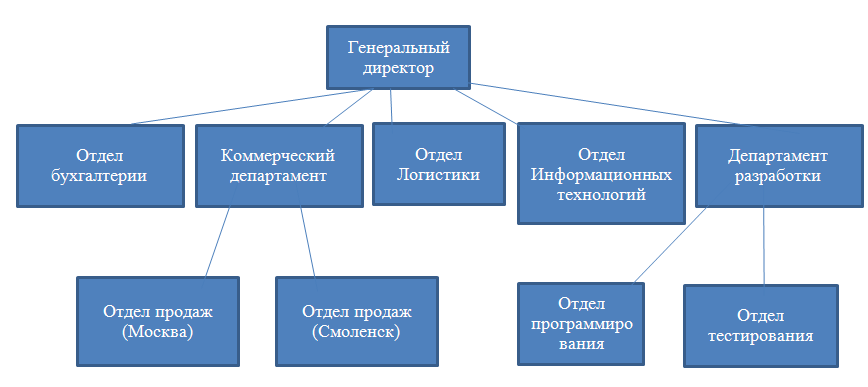 Генеральный
директор
Отдел
бухгалтерии
Коммерческий
департамент
Отдел
Логистики
Отдел
Информационных
технологий
Департамент
разработки
Отдел продаж
(Москва)
Отдел продаж
(Смоленск)
Отдел
программиро
вания
Отдел
тестирования